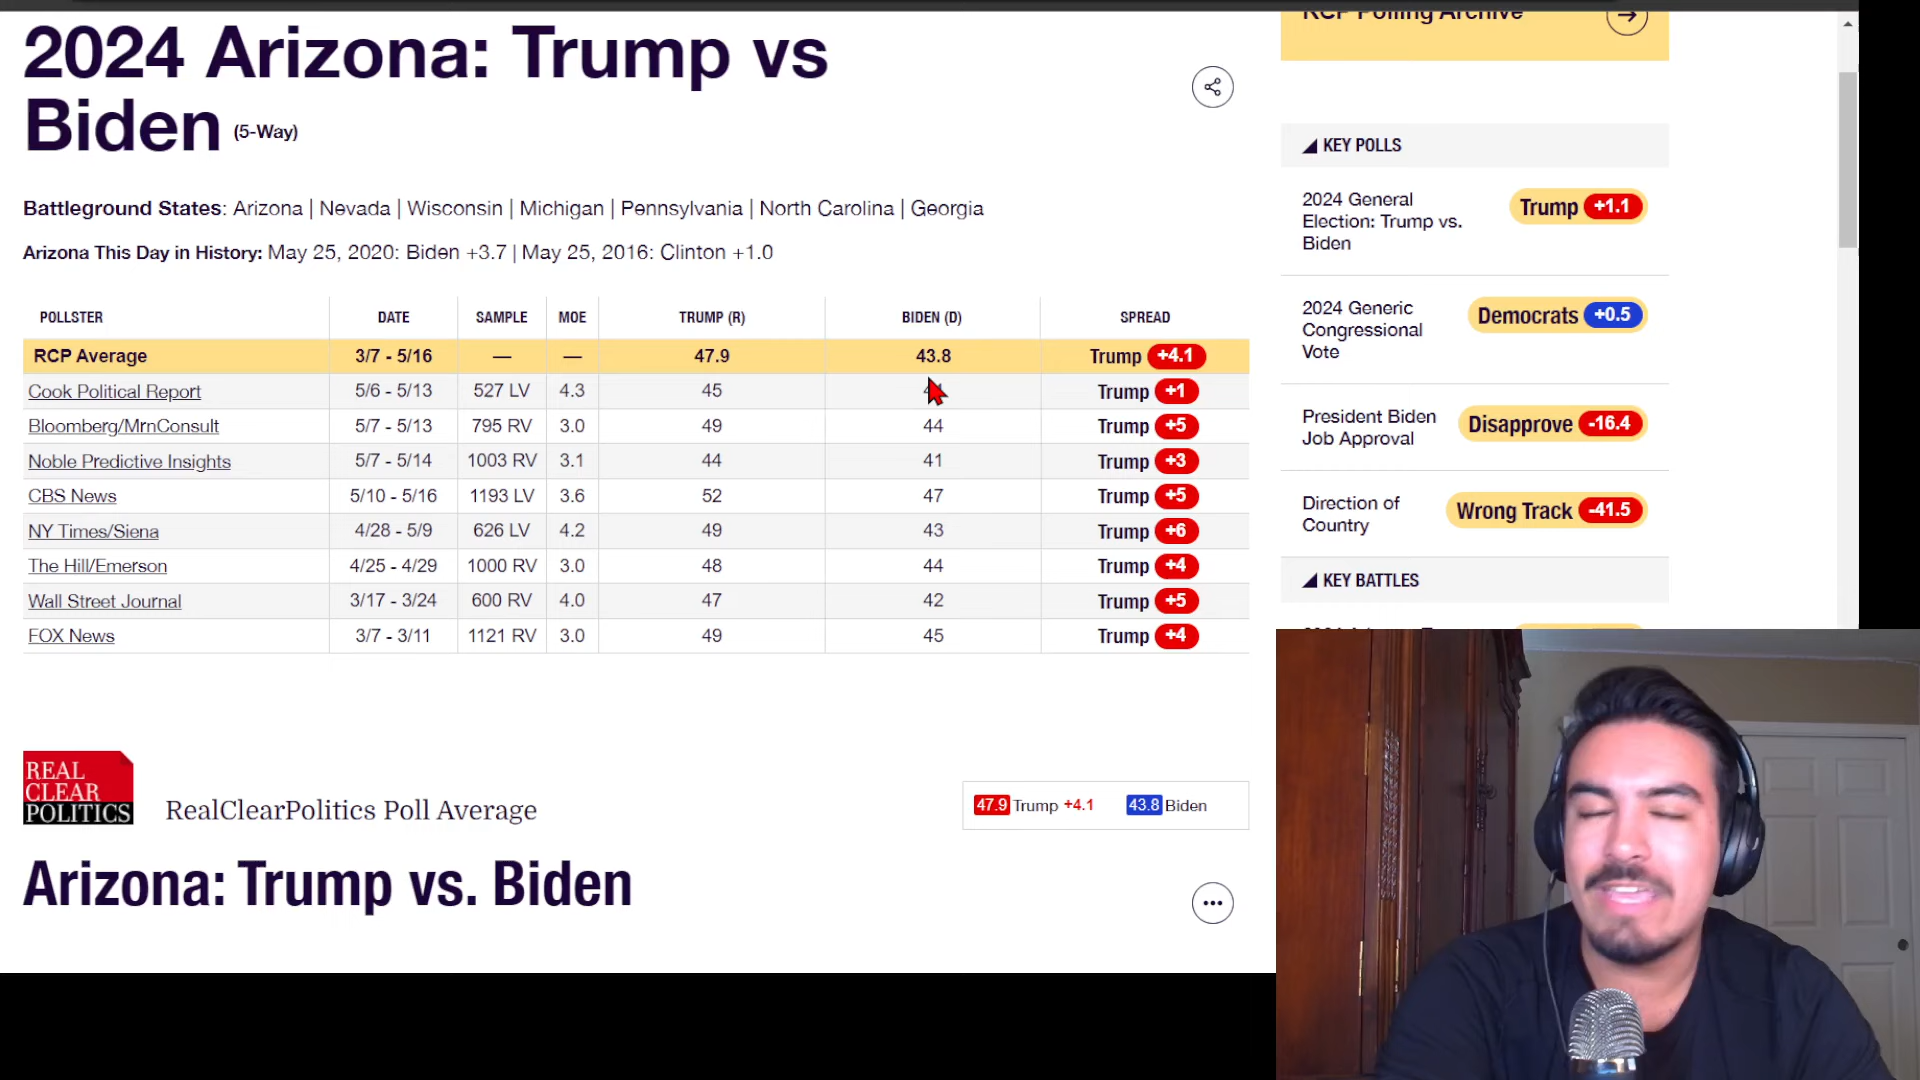 2024 Arizona: Trump vs
Biden (5-Way)
Battleground States: Arizona | Nevada | Wisconsin | Michigan | Pennsylvania | North Carolina | Georgia
Arizona This Day in History: May 25, 2020: Biden +3.7 | May 25, 2016: Clinton +1.0
POLLSTER DATE SAMPLE MOE TRUMP (R) BIDEN (D) SPREAD
RCP Average 3/7 - 5/16 — — 47.9 43.8 Trump +4.1
Cook Political Report 5/6 - 5/13 527 LV 4.3 45 Trump +1
Bloomberg/MrnConsult 5/7 - 5/13 795 RV 3.0 49 44 Trump +5
Noble Predictive Insights 5/7 - 5/14 1003 RV 3.1 44 41 Trump +3
CBS News 5/10 - 5/16 1193 LV 3.6 52 47 Trump +5
NY Times/Siena 4/28 - 5/9 626 LV 4.2 49 43 Trump +6
The Hill/Emerson 4/25 - 4/29 1000 RV 3.0 48 44 Trump +4
Wall Street Journal 3/17 - 3/24 600 RV 4.0 47 42 Trump +5
FOX News 3/7 - 3/11 1121 RV 3.0 49 45 Trump +4
REAL
CLEAR
POLITICS
RealClearPolitics Poll Average
47.9 Trump +4.1 43.8 Biden
Arizona: Trump vs. Biden
RCP Polling Archive
KEY POLLS
2024 General
Election: Trump vs.
Biden
Trump +1.1
2024 Generic
Congressional
Vote
Democrats +0.5
President Biden
Job Approval
Disapprove -16.4
Direction of
Country
Wrong Track -41.5
KEY BATTLES